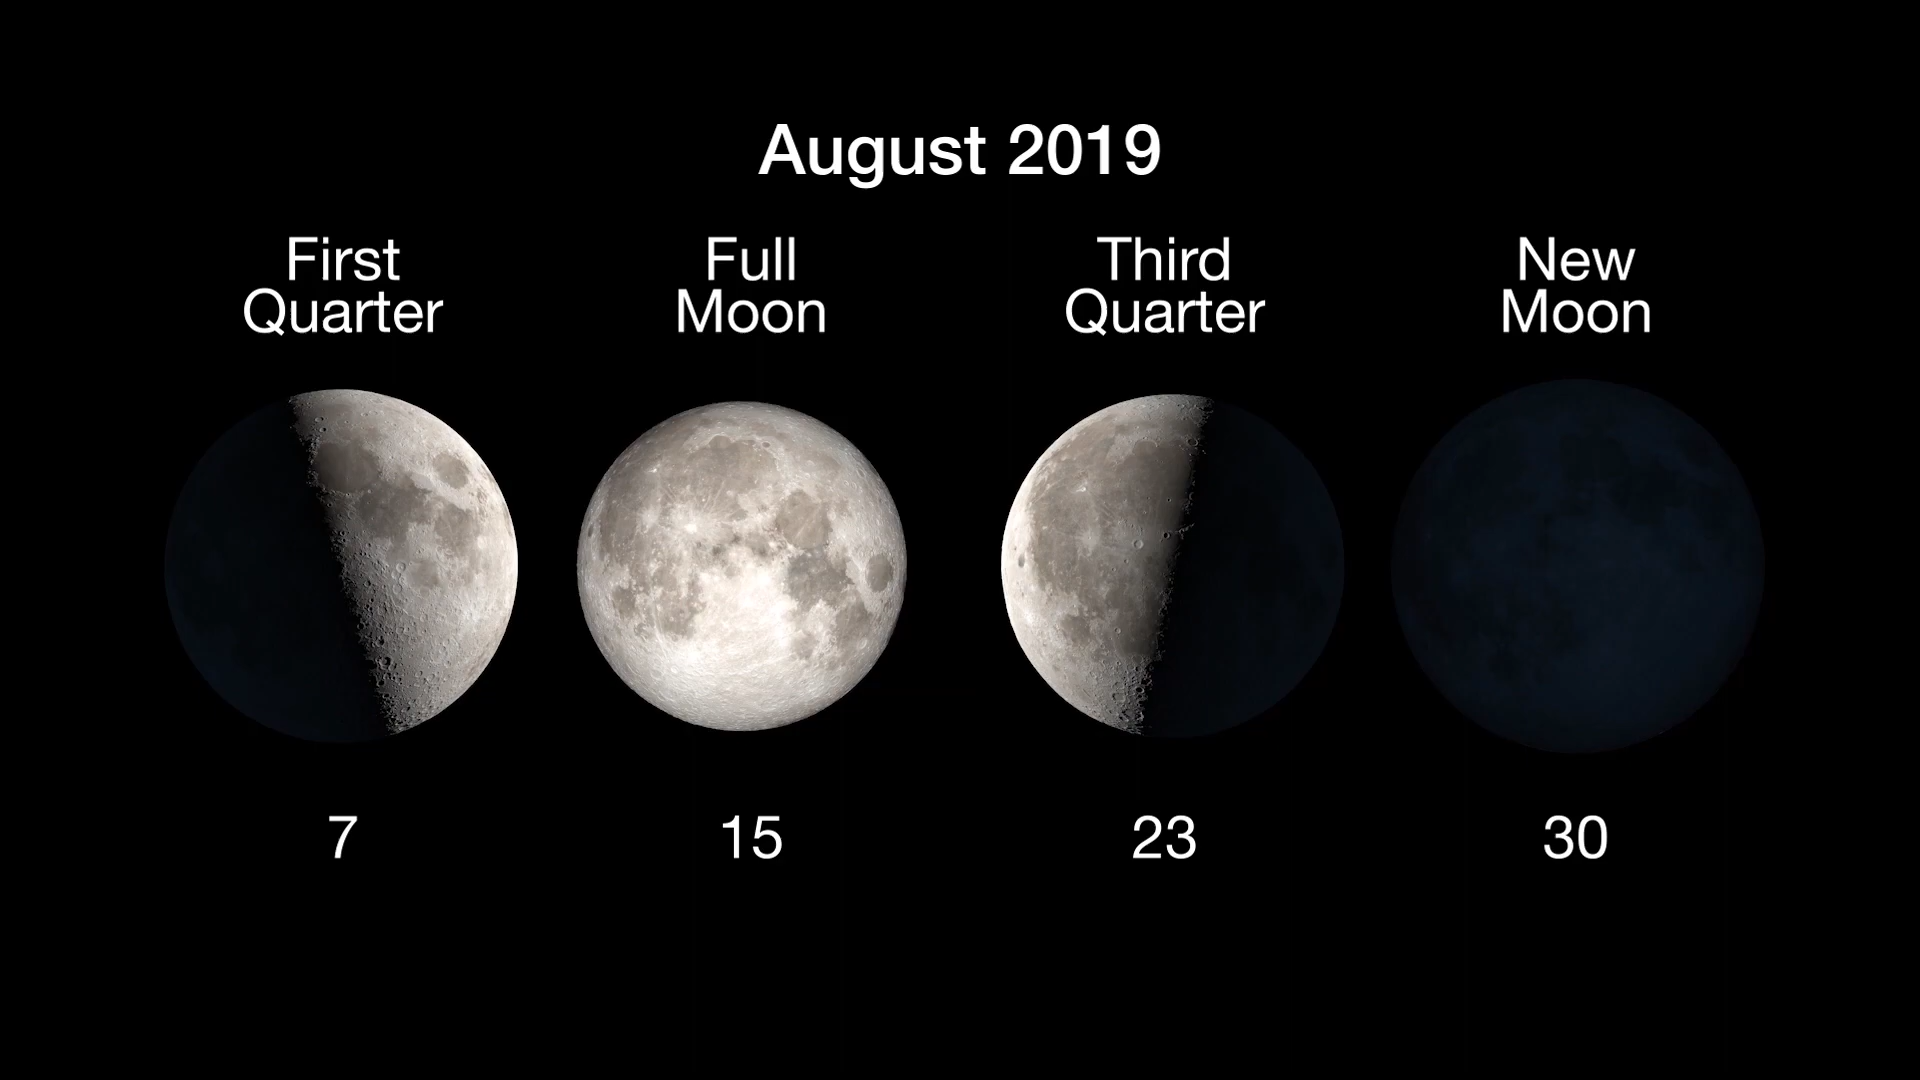 August 2019
First
Quarter
Full
Moon
Third
Quarter
New
Moon
7
15
23
30